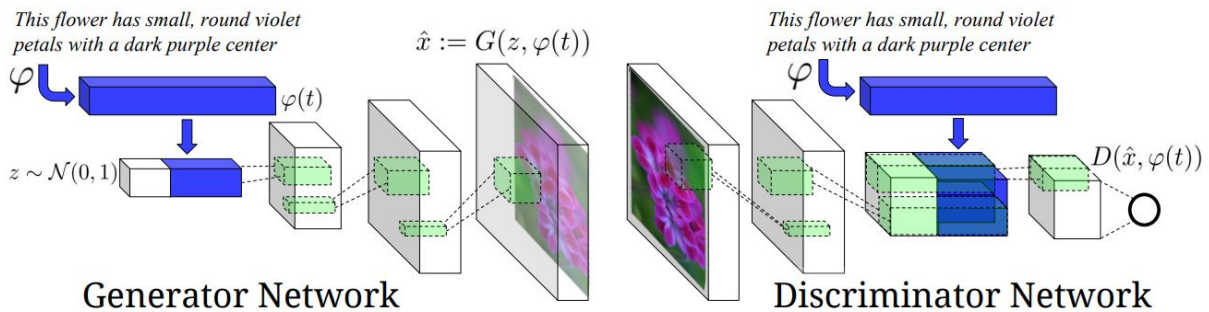 This flower has small, round violet
petals with a dark purple center
φ
φ(t)
z ∼ 𝒩(0, 1)
x̂ := G(z, φ(t))
Generator Network
This flower has small, round violet
petals with a dark purple center
φ
D(x̂, φ(t))
Discriminator Network